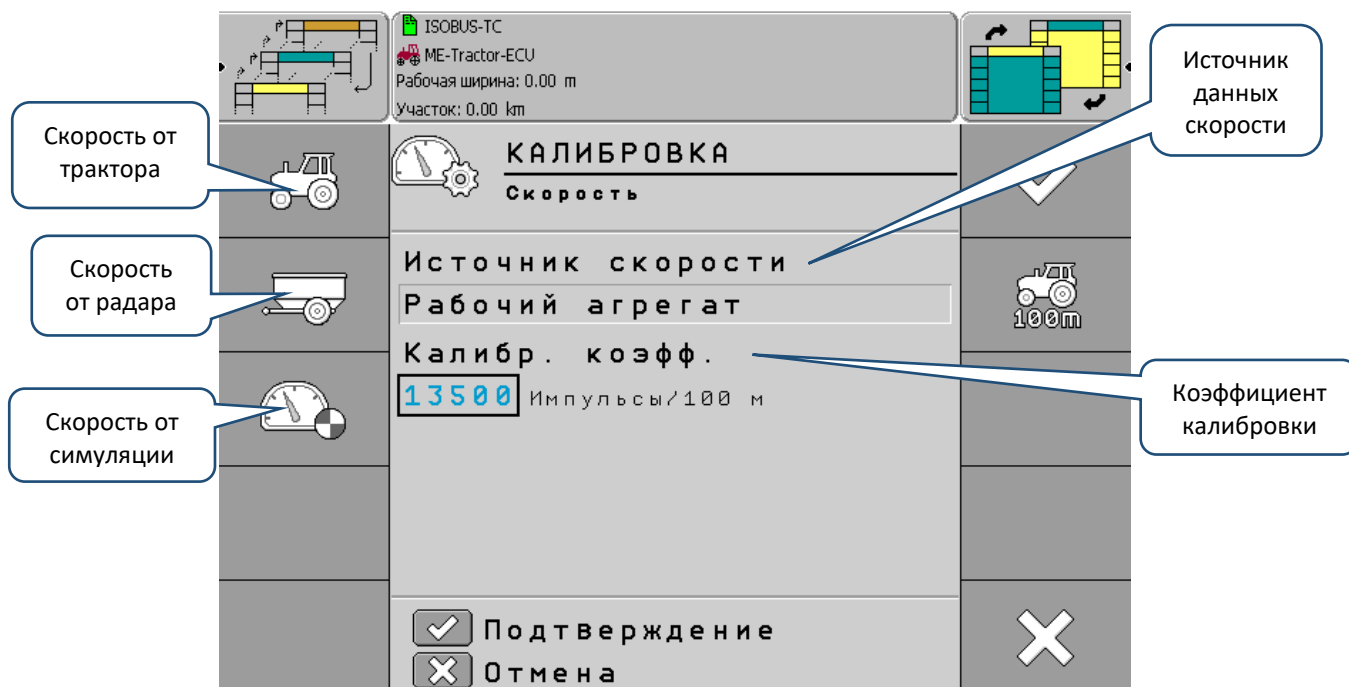 ISOBUS-TC
ME-Tractor-ECU
Рабочая ширина: 0.00 m
Участок: 0.00 km
Источник
данных
скорости
Скорость от
трактора
КАЛИБРОВКА
Скорость
Скорость
от радара
Источник скорости
Рабочий агрегат
100m
Калибр. коэфф.
13500 Импульсы/100 м
Скорость от
симуляции
Коэффициент
калибровки
Подтверждение
Отмена